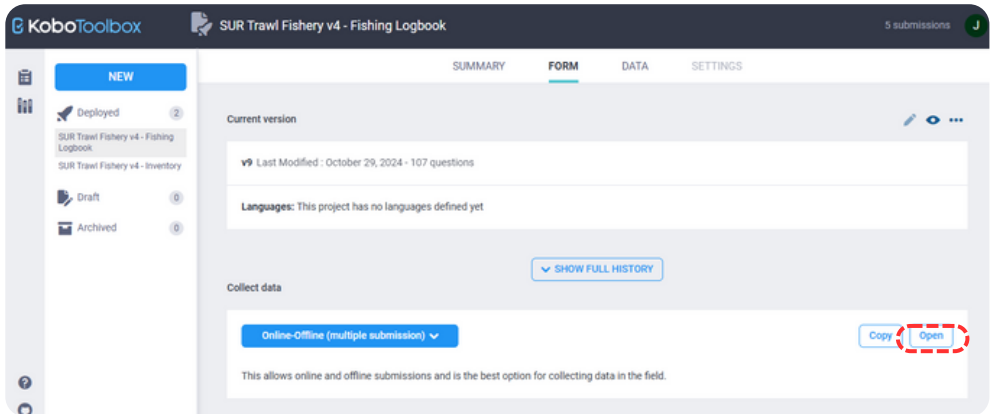 KoboToolbox
SUR Trawl Fishery v4 - Fishing Logbook
5 submissions
J
NEW
Deployed
2
SUR Trawl Fishery v4 - Fishing
Logbook
SUR Trawl Fishery v4 - Inventory
Draft
0
Archived
0
SUMMARY
FORM
DATA
SETTINGS
Current version
v9 Last Modified : October 29, 2024 - 107 questions
Languages: This project has no languages defined yet
SHOW FULL HISTORY
Collect data
Online-Offline (multiple submission)
Copy
Open
This allows online and offline submissions and is the best option for collecting data in the field.